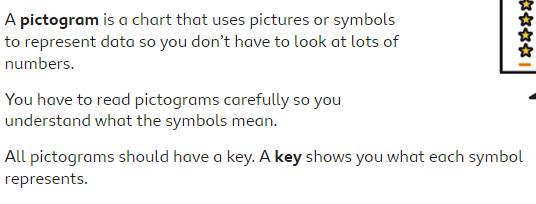 A pictogram is a chart that uses pictures or symbols
to represent data so you don't have to look at lots of
numbers.
You have to read pictograms carefully so you
understand what the symbols mean.
All pictograms should have a key. A key shows you what each symbol
represents.